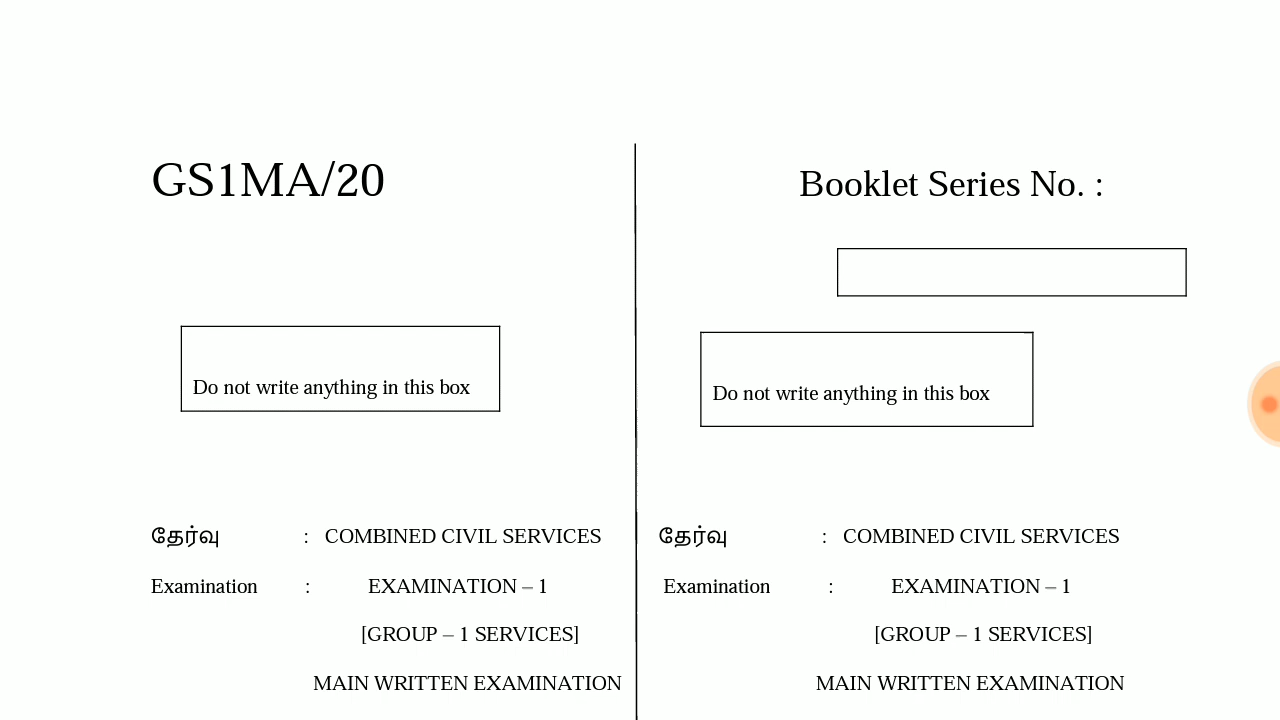 GS1MA/20
Do not write anything in this box
தேர்வு : COMBINED CIVIL SERVICES
Examination : EXAMINATION – 1
[GROUP – 1 SERVICES]
MAIN WRITTEN EXAMINATION
Booklet Series No. :
Do not write anything in this box
தேர்வு : COMBINED CIVIL SERVICES
Examination : EXAMINATION – 1
[GROUP – 1 SERVICES]
MAIN WRITTEN EXAMINATION